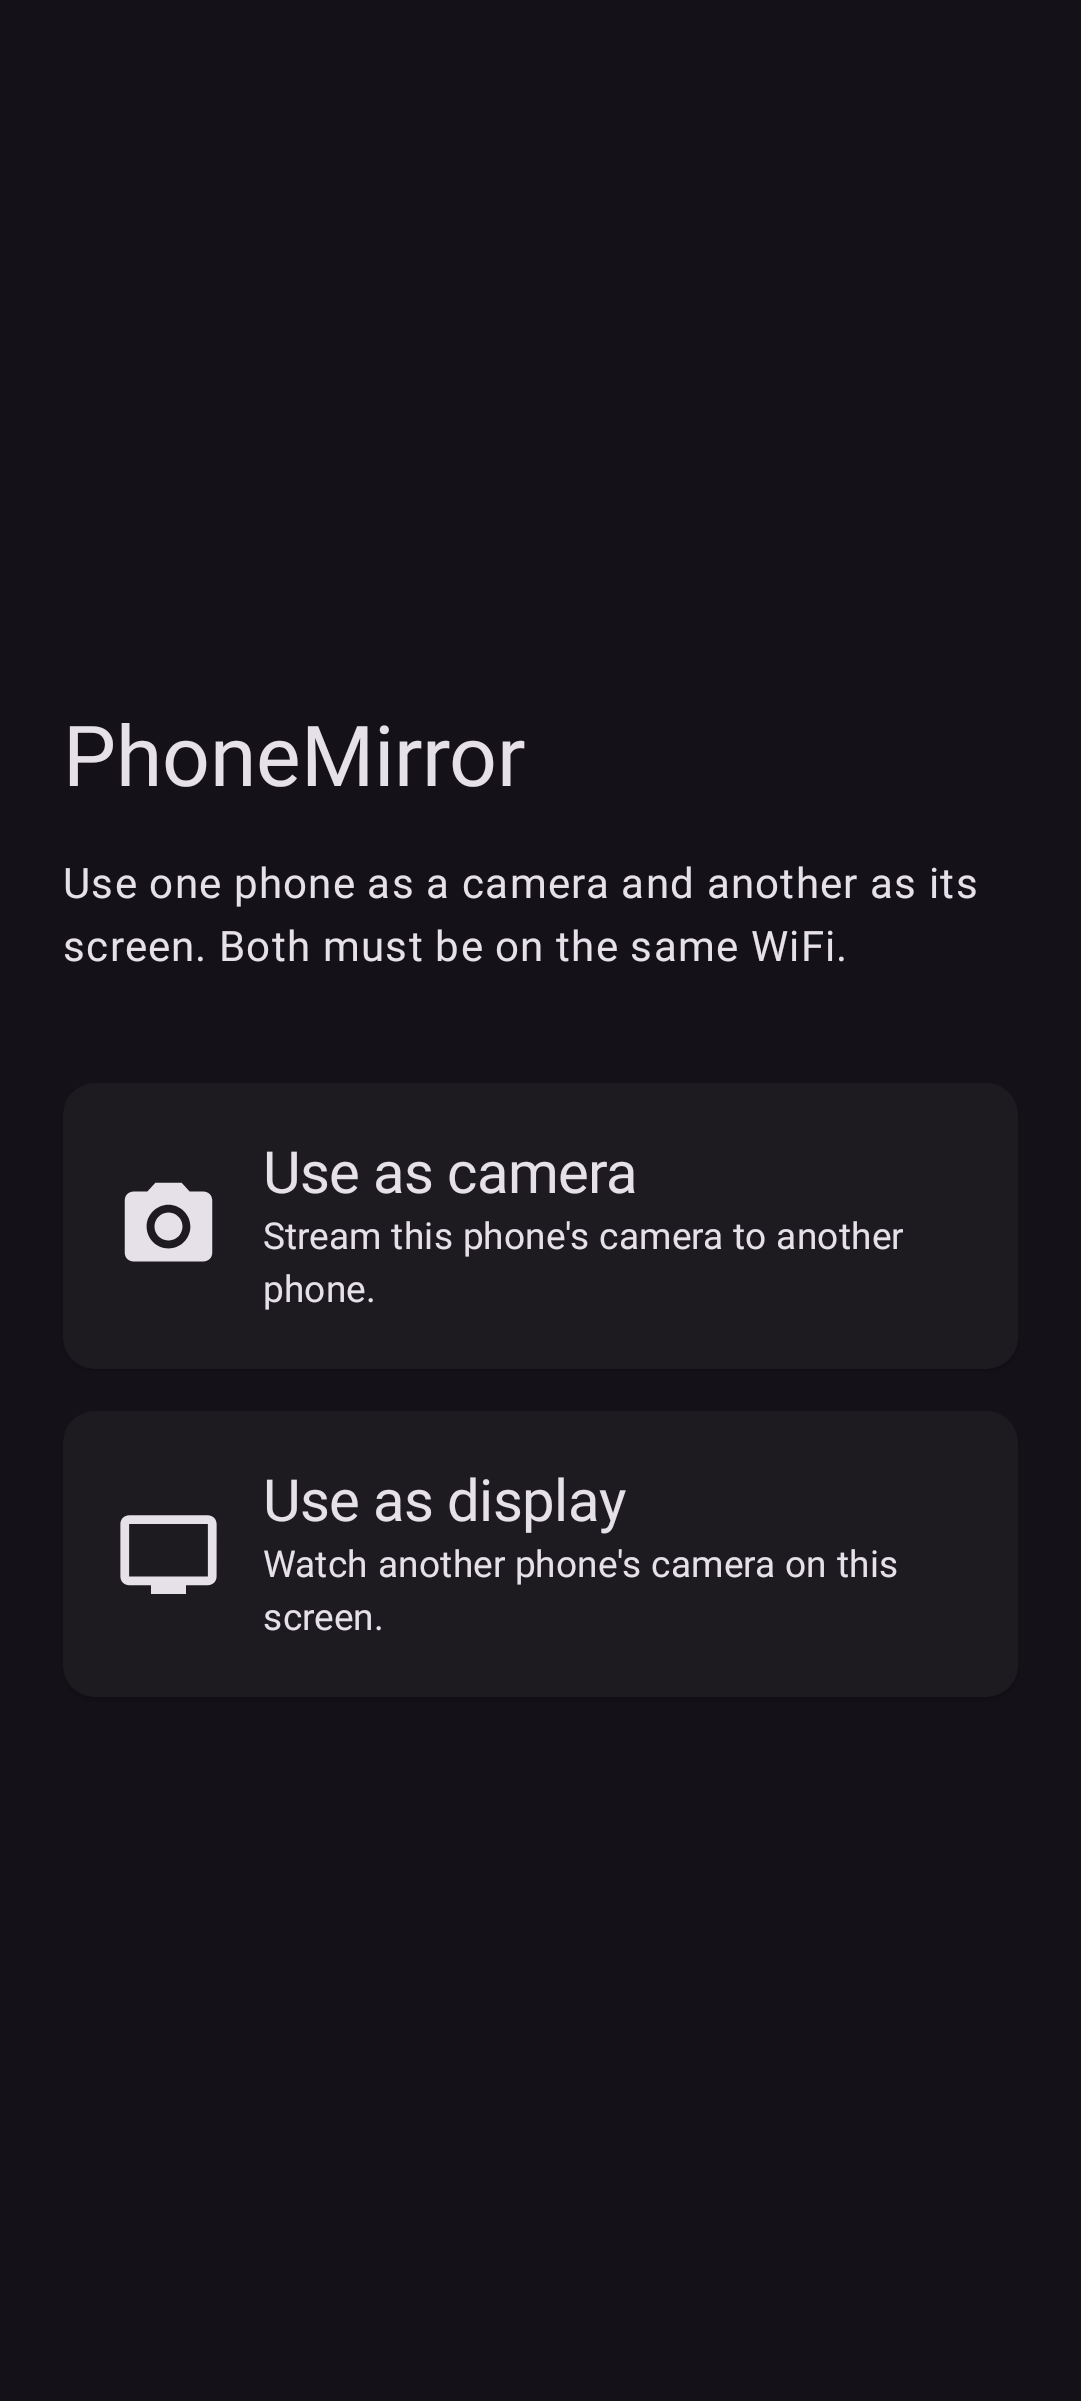 PhoneMirror
Use one phone as a camera and another as its
screen. Both must be on the same WiFi.
Use as camera
Stream this phone's camera to another
phone.
Use as display
Watch another phone's camera on this
screen.